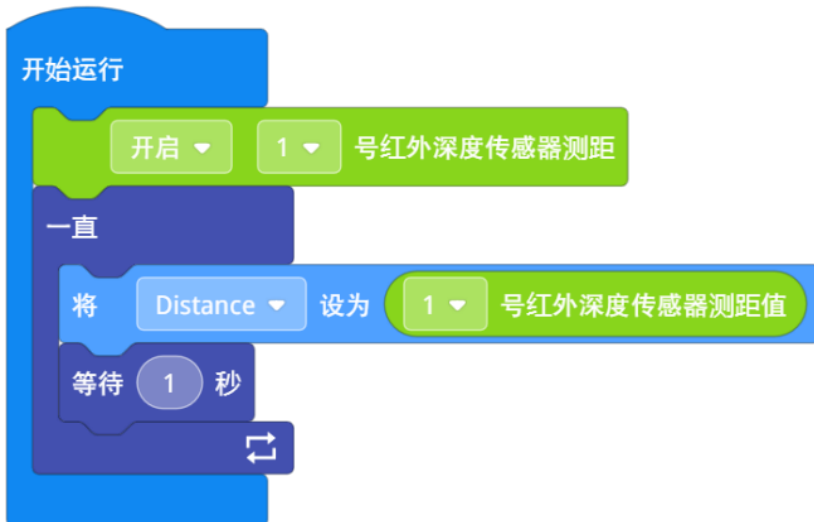 开始运行
开启 1 号红外深度传感器测距
一直
将 Distance 设为 1 号红外深度传感器测距值
等待 1 秒